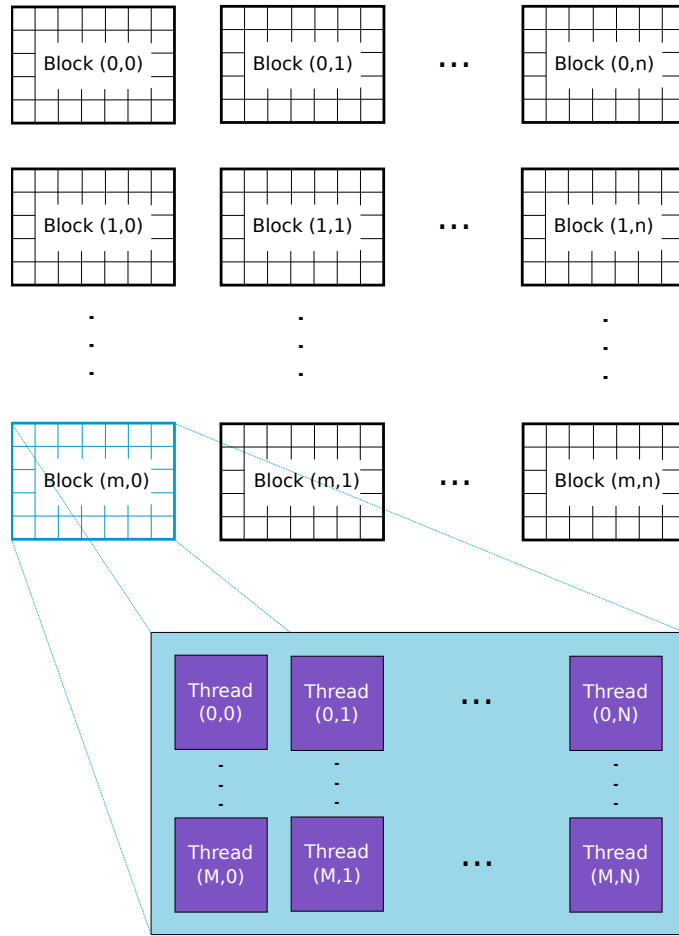 Block (0,0) Block (0,1) ... Block (0,n)
Block (1,0) Block (1,1) ... Block (1,n)
Block (m,0) Block (m,1) ... Block (m,n)
Thread Thread ... Thread
(0,0) (0,1) (0,N)
Thread Thread ... Thread
(M,0) (M,1) (M,N)